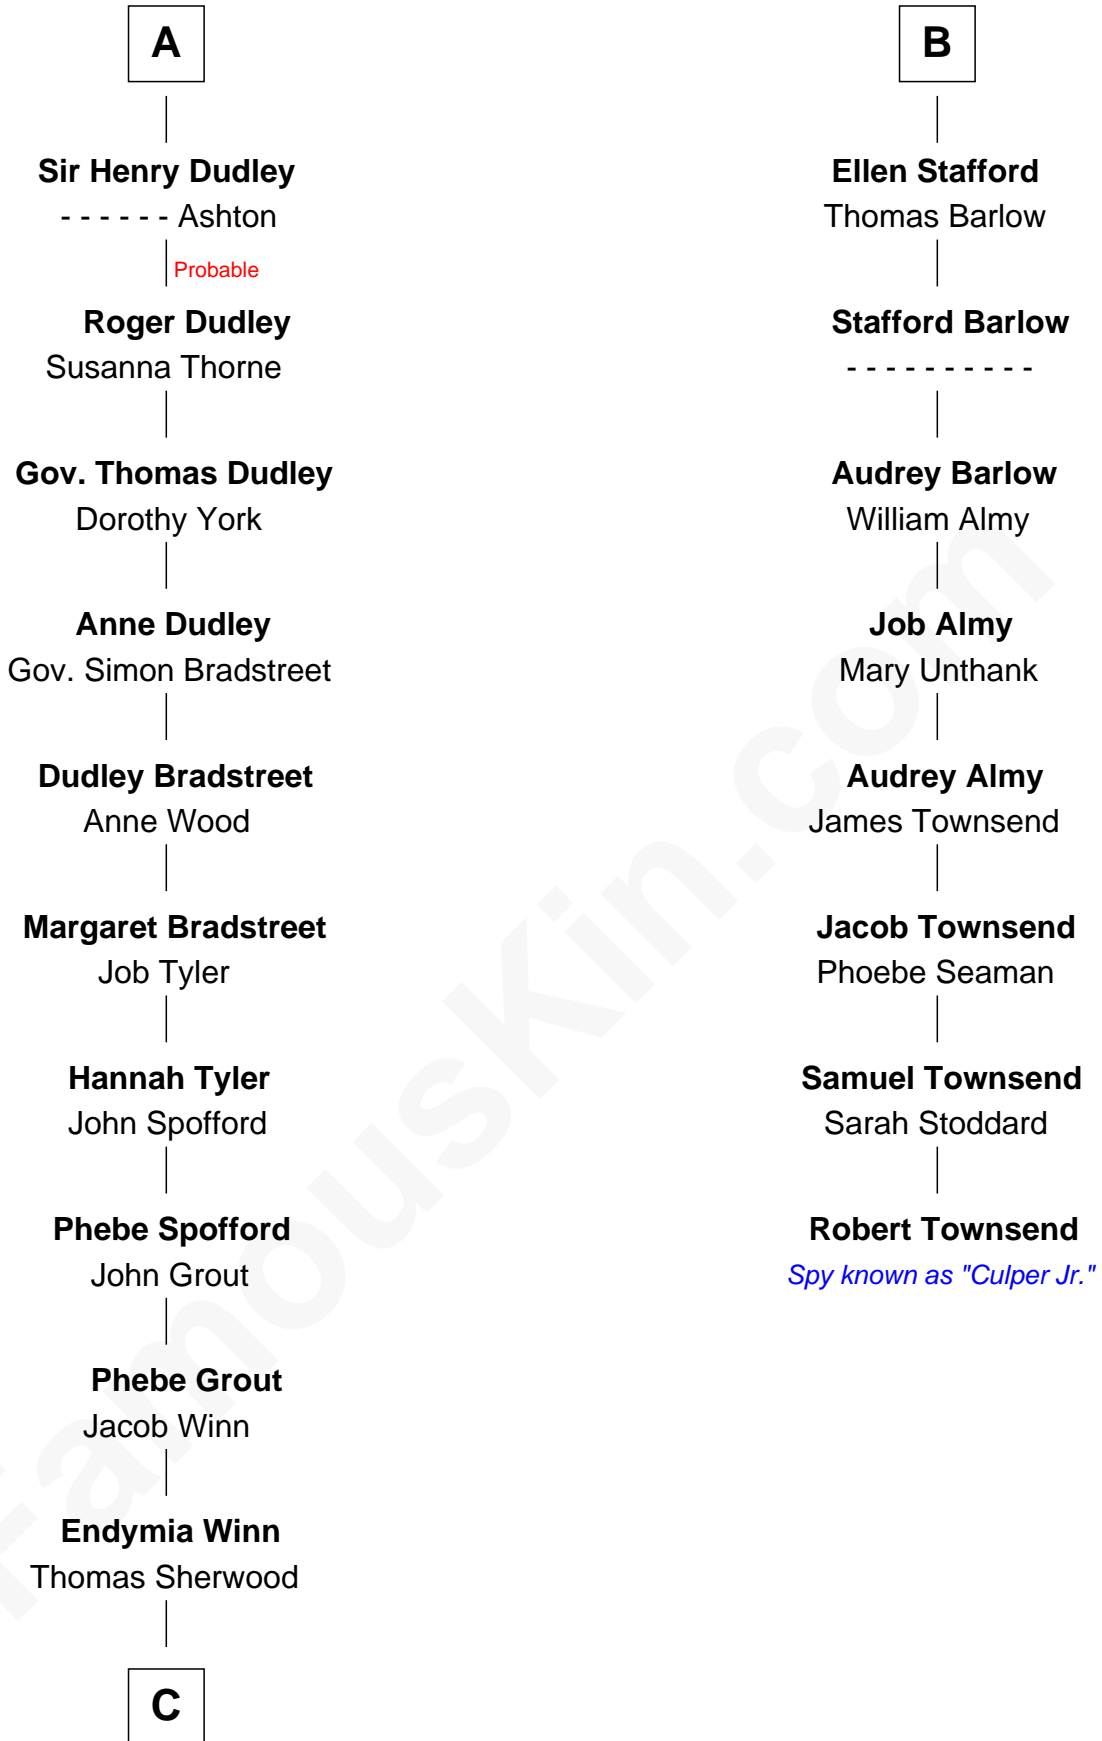 A
Sir Henry Dudley
- - - - - - Ashton
Probable
Roger Dudley
Susanna Thorne
Gov. Thomas Dudley
Dorothy York
Anne Dudley
Gov. Simon Bradstreet
Dudley Bradstreet
Anne Wood
Margaret Bradstreet
Job Tyler
Hannah Tyler
John Spofford
Phebe Spofford
John Grout
Phebe Grout
Jacob Winn
Endymia Winn
Thomas Sherwood
C
B
Ellen Stafford
Thomas Barlow
Stafford Barlow
- - - - - - - - - -
Audrey Barlow
William Almy
Job Almy
Mary Unthank
Audrey Almy
James Townsend
Jacob Townsend
Phoebe Seaman
Samuel Townsend
Sarah Stoddard
Robert Townsend
Spy known as "Culper Jr."
FamousKin.com